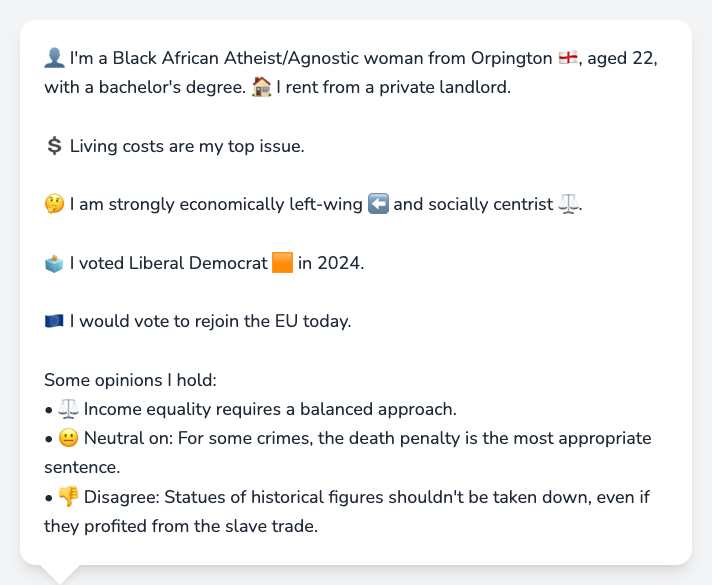 👤 I'm a Black African Atheist/Agnostic woman from Orpington 🏴󠁧󠁢󠁥󠁮󠁧󠁿, aged 22,
with a bachelor's degree. 🏠 I rent from a private landlord.
💲 Living costs are my top issue.
🤔 I am strongly economically left-wing ⬅️ and socially centrist ⚖️.
🗳️ I voted Liberal Democrat 🟧 in 2024.
🇪🇺 I would vote to rejoin the EU today.
Some opinions I hold:
• ⚖️ Income equality requires a balanced approach.
• 😐 Neutral on: For some crimes, the death penalty is the most appropriate
sentence.
• 👎 Disagree: Statues of historical figures shouldn't be taken down, even if
they profited from the slave trade.